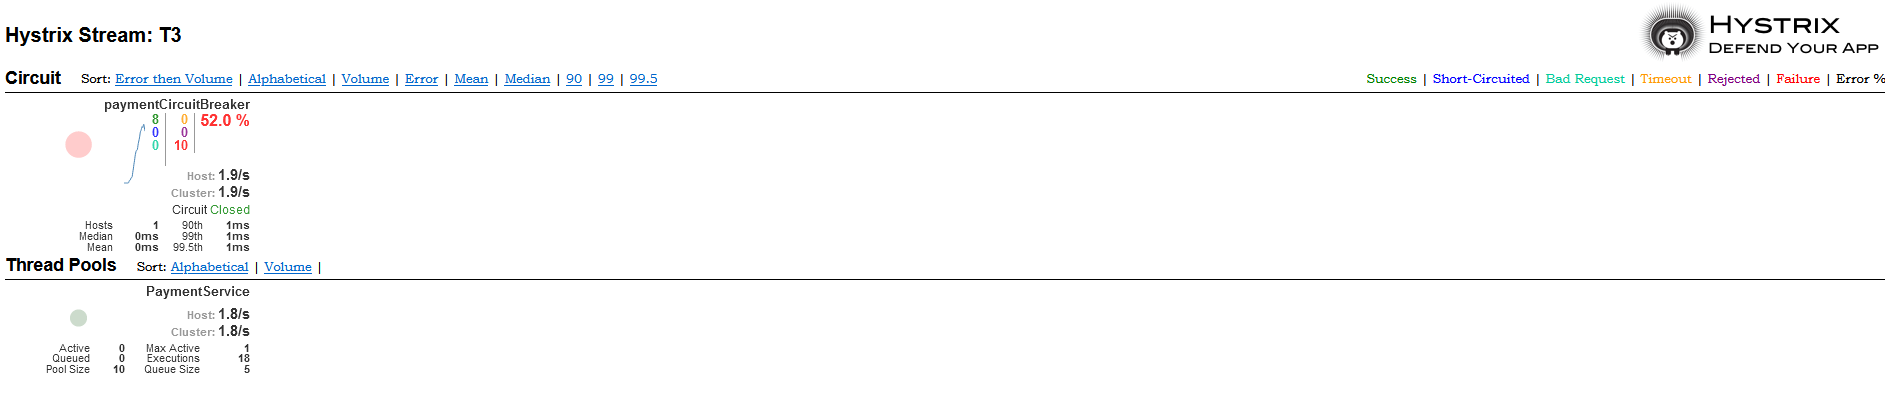 Hystrix Stream: T3
HYSTRIX
DEFEND YOUR APP
Circuit Sort: Error then Volume | Alphabetical | Volume | Error | Mean | Median | 90 | 99 | 99.5
Success | Short-Circuited | Bad Request | Timeout | Rejected | Failure | Error %
paymentCircuitBreaker
8 0 52.0 %
0 0
0 10
Host: 1.9/s
Cluster: 1.9/s
Circuit Closed
Hosts 1 90th 1ms
Median 0ms 99th 1ms
Mean 0ms 99.5th 1ms
Thread Pools Sort: Alphabetical | Volume |
PaymentService
Host: 1.8/s
Cluster: 1.8/s
Active 0 Max Active 1
Queued 0 Executions 18
Pool Size 10 Queue Size 5